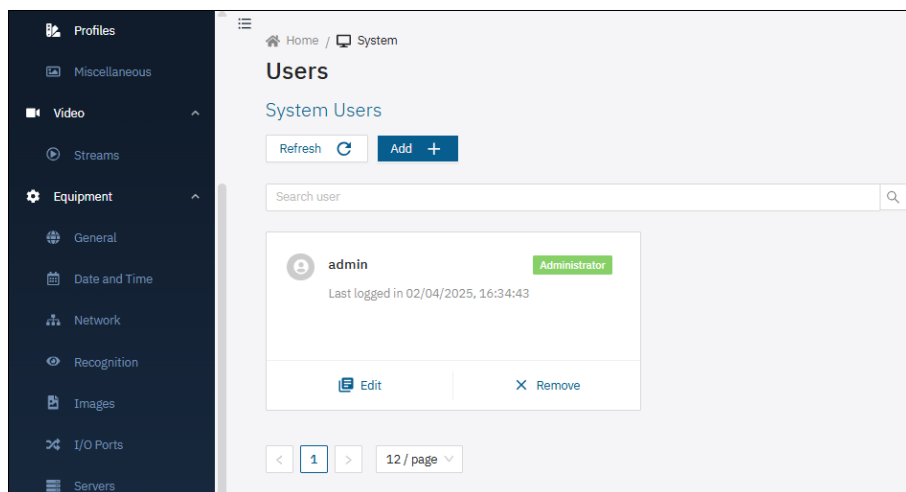 Profiles
Miscellaneous
Video
Streams
Equipment
General
Date and Time
Network
Recognition
Images
I/O Ports
Servers
Home / System
Users
System Users
Refresh Add
Search user
admin Administrator
Last logged in 02/04/2025, 16:34:43
Edit Remove
< 1 > 12 / page